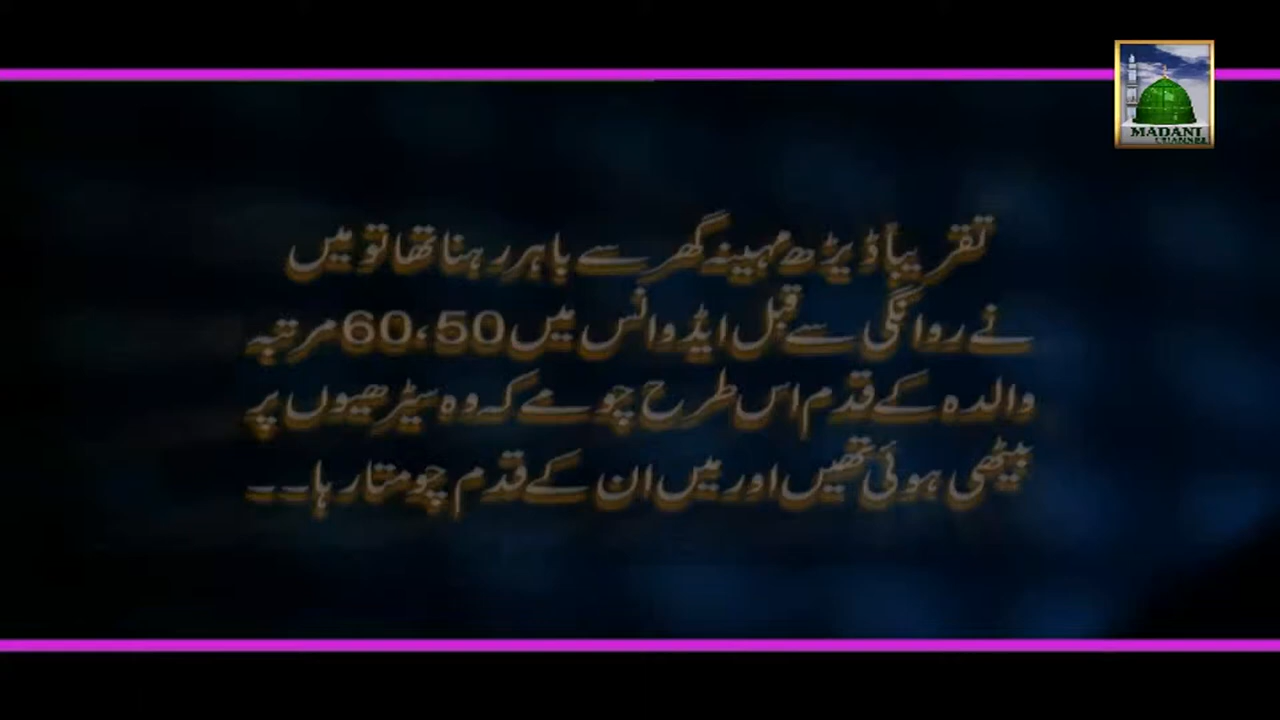 MADANI
CHANNEL
تقریباً ڈیڑھ مہینہ گھر سے باہر رہنا تھا تو میں
نے روانگی سے قبل ایڈوانس میں 50،60 مرتبہ
والدہ کے قدم اس طرح چومے کہ وہ سیڑھیوں پر
بیٹھی ہوئی تھیں اور میں ان کے قدم چومتا رہا۔۔